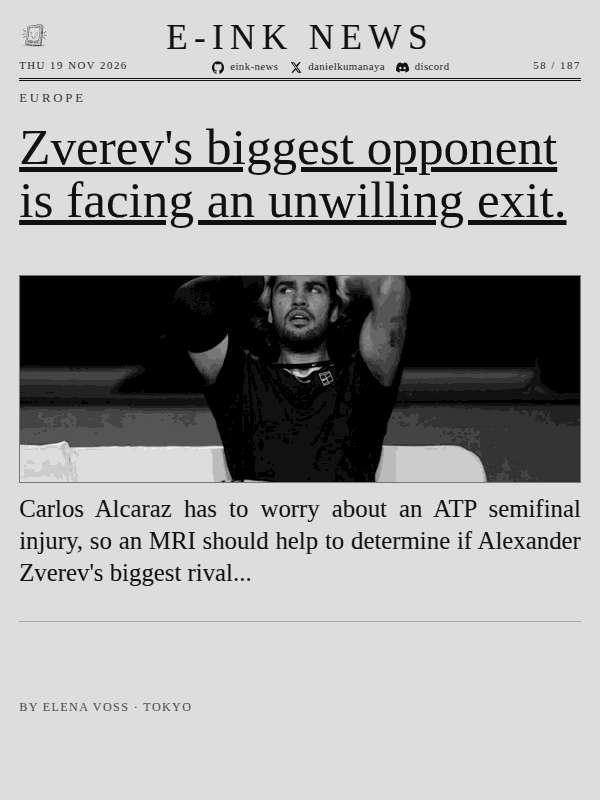 E-INK NEWS
THU 19 NOV 2026
eink-news danielkumanaya discord
58 / 187
EUROPE
Zverev's biggest opponent
is facing an unwilling exit.
Carlos Alcaraz has to worry about an ATP semifinal
injury, so an MRI should help to determine if Alexander
Zverev's biggest rival...
BY ELENA VOSS · TOKYO